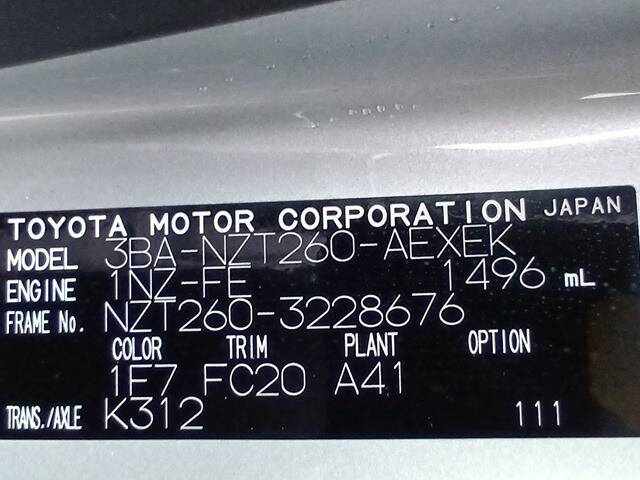 TOYOTA MOTOR CORPORATION JAPAN
MODEL 3BA-NZT260-AEXEK
ENGINE 1NZ-FE 1496 mL
FRAME No. NZT260-3228676
COLOR TRIM PLANT OPTION
1E7 FC20 A41
TRANS./AXLE K312 111